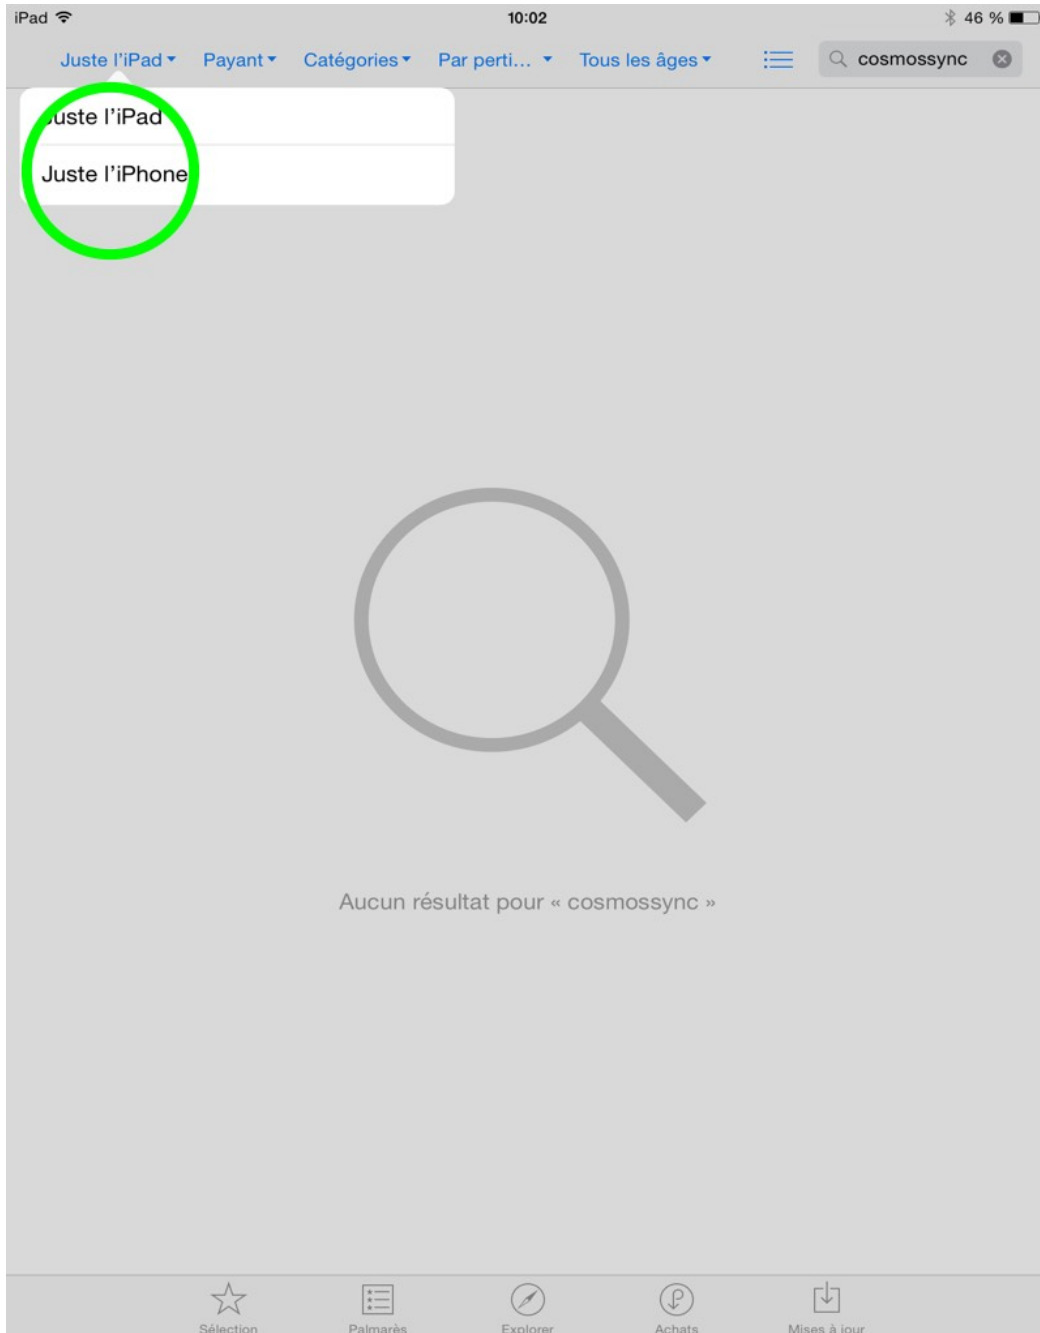 iPad 10:02 46 %
Juste l’iPad Payant Catégories Par perti… Tous les âges cosmossync
Juste l’iPad
Juste l’iPhone
Aucun résultat pour « cosmossync »
Sélection Palmarès Explorer Achats Mises à jour